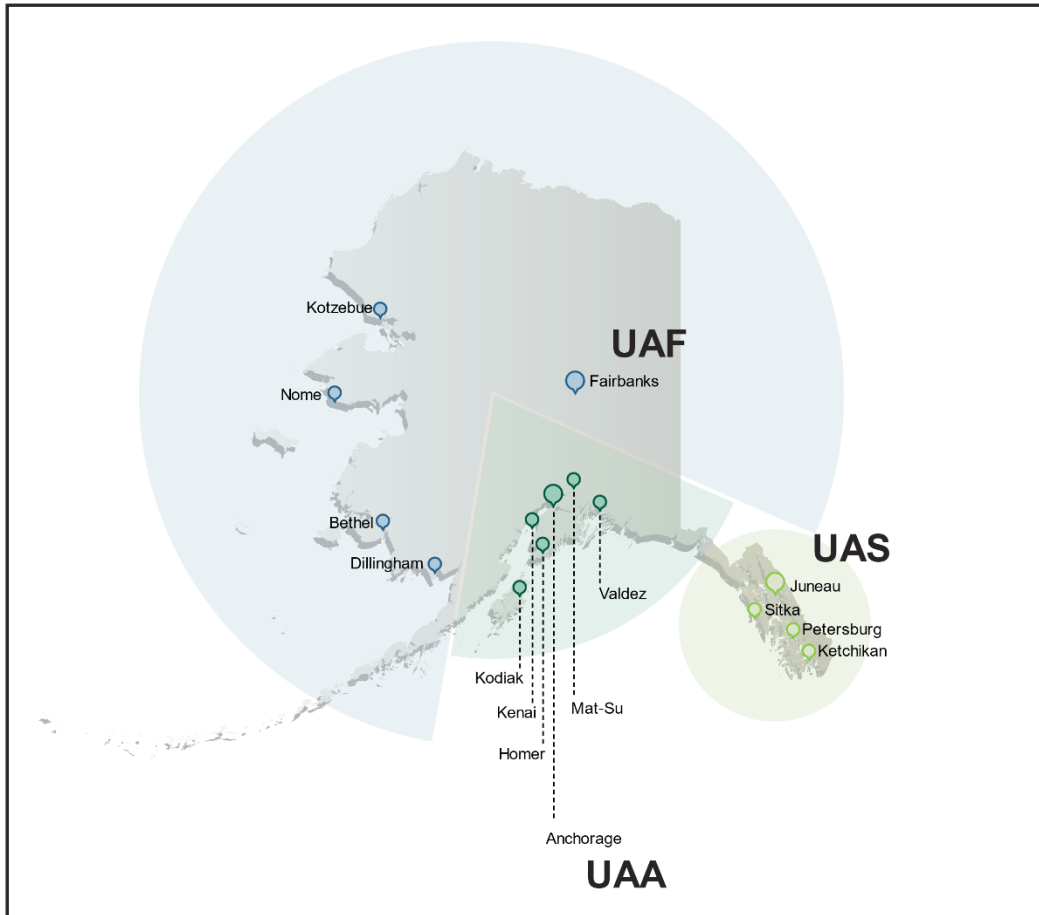 UAF
Kotzebue
Fairbanks
Nome
Bethel
Dillingham
UAS
Juneau
Sitka
Petersburg
Ketchikan
Valdez
Kodiak
Kenai
Mat-Su
Homer
Anchorage
UAA